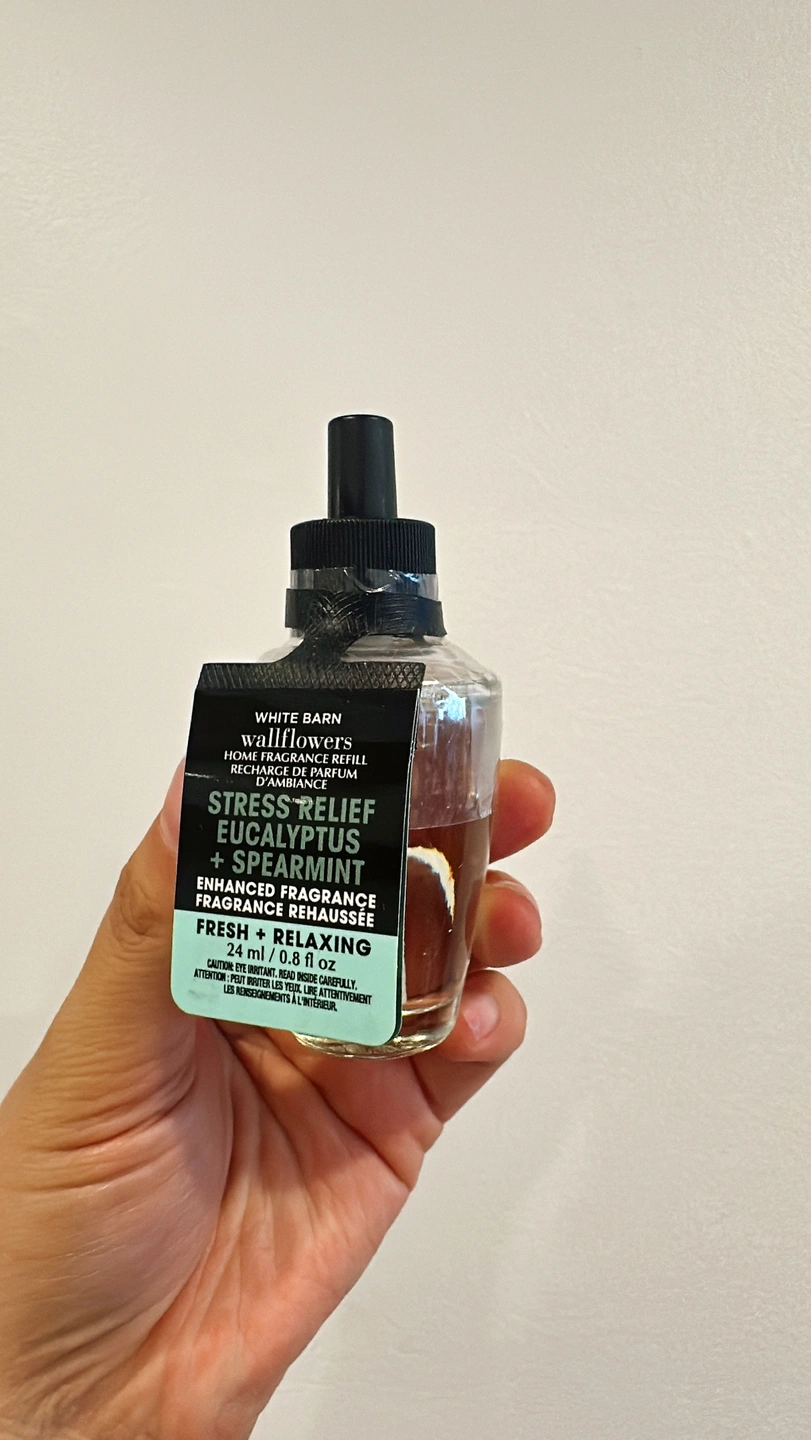 WHITE BARN
wallflowers
HOME FRAGRANCE REFILL
RECHARGE DE PARFUM
D'AMBIANCE
STRESS RELIEF
EUCALYPTUS
+ SPEARMINT
ENHANCED FRAGRANCE
FRAGRANCE REHAUSSÉE
FRESH + RELAXING
24 ml / 0.8 fl oz
CAUTION: EYE IRRITANT. READ INSIDE CAREFULLY.
ATTENTION : PEUT IRRITER LES YEUX. LIRE ATTENTIVEMENT
LES RENSEIGNEMENTS À L'INTÉRIEUR.